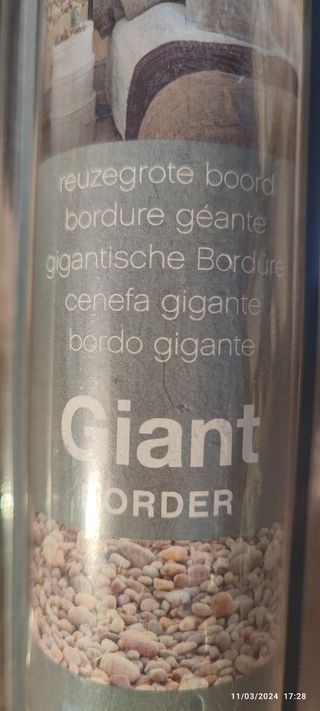 reuzegrote boord
bordure géante
gigantische Bordüre
cenefa gigante
bordo gigante
Giant
BORDER
11/03/2024 17:28